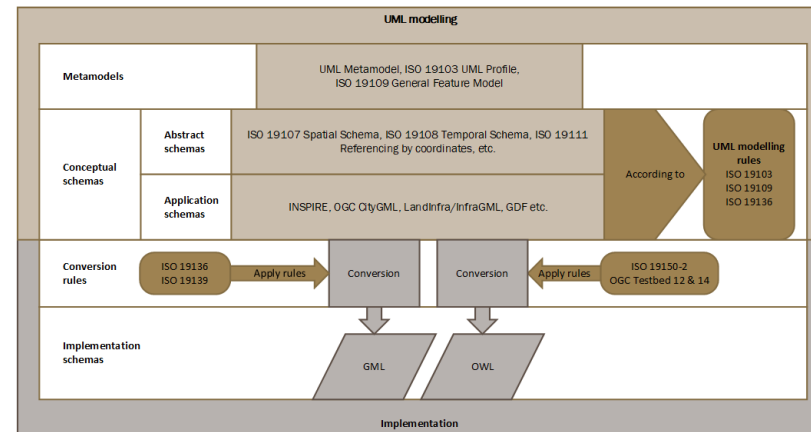 UML modelling
Metamodels
UML Metamodel, ISO 19103 UML Profile,
ISO 19109 General Feature Model
Conceptual
schemas
Abstract
schemas
ISO 19107 Spatial Schema, ISO 19108 Temporal Schema, ISO 19111
Referencing by coordinates, etc.
Application
schemas
INSPIRE, OGC CityGML, LandInfra/InfraGML, GDF etc.
According to
UML modelling
rules
ISO 19103
ISO 19109
ISO 19136
Conversion
rules
ISO 19136
ISO 19139
Apply rules
Conversion
Conversion
Apply rules
ISO 19150-2
OGC Testbed 12 & 14
Implementation
schemas
GML
OWL
Implementation